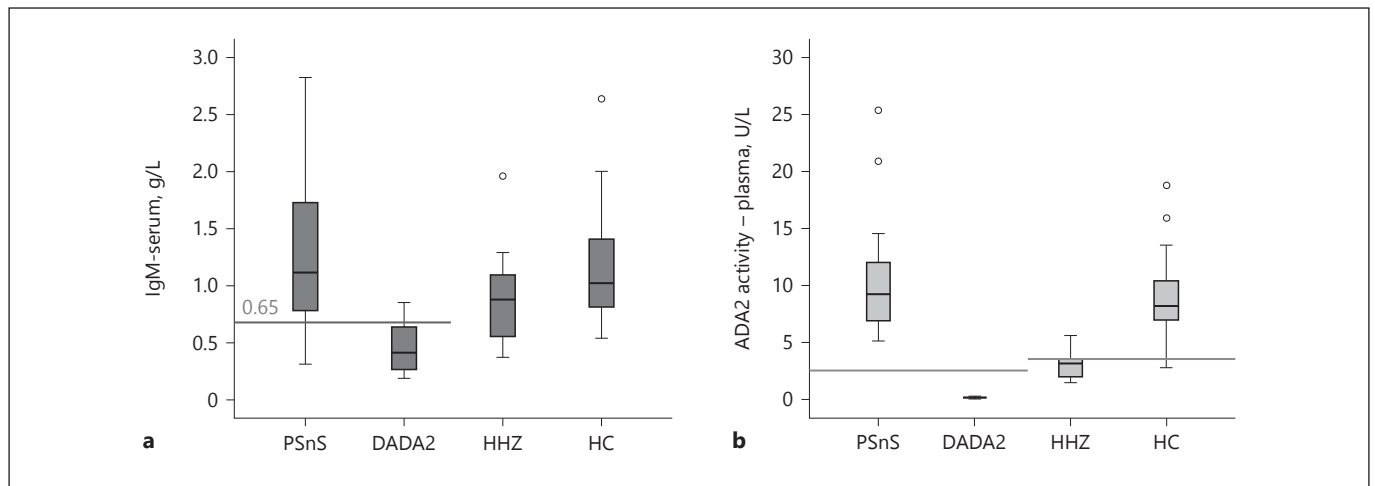 IgM-serum, g/L
3.0
2.5
2.0
1.5
1.0
0.5
0
0.65
PSnS DADA2 HHZ HC
a
ADA2 activity – plasma, U/L
30
25
20
15
10
5
0
PSnS DADA2 HHZ HC
b